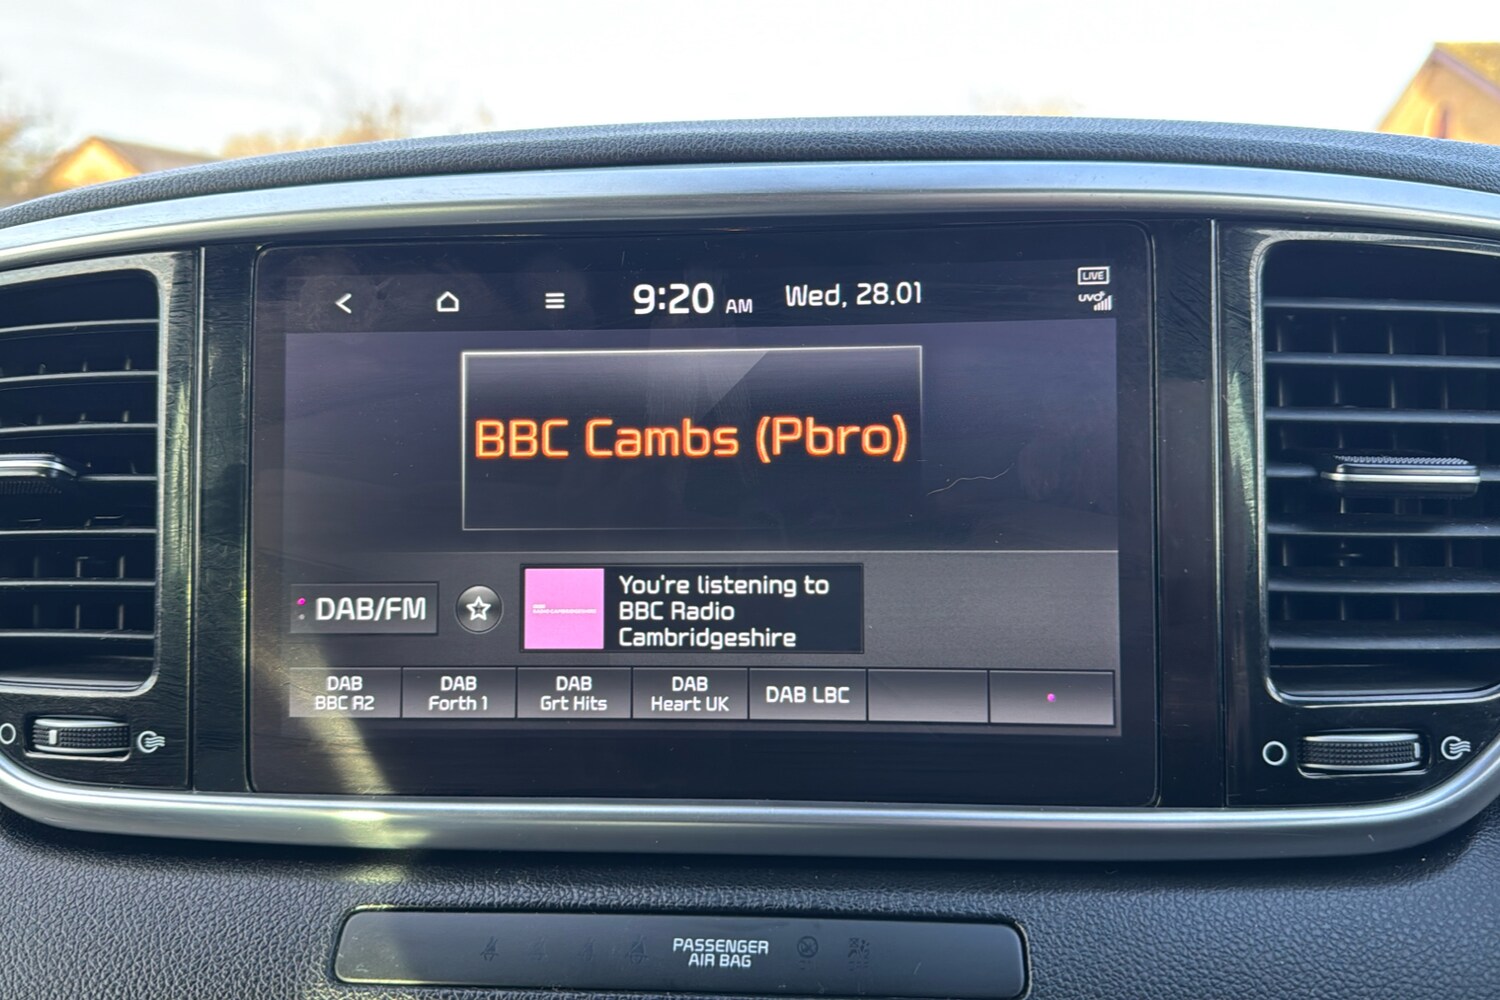 9:20 AM Wed, 28.01
LIVE
UVO
BBC Cambs (Pbro)
DAB/FM
You're listening to
BBC Radio
Cambridgeshire
DAB
BBC R2
DAB
Forth 1
DAB
Grt Hits
DAB
Heart UK
DAB LBC
PASSENGER
AIR BAG